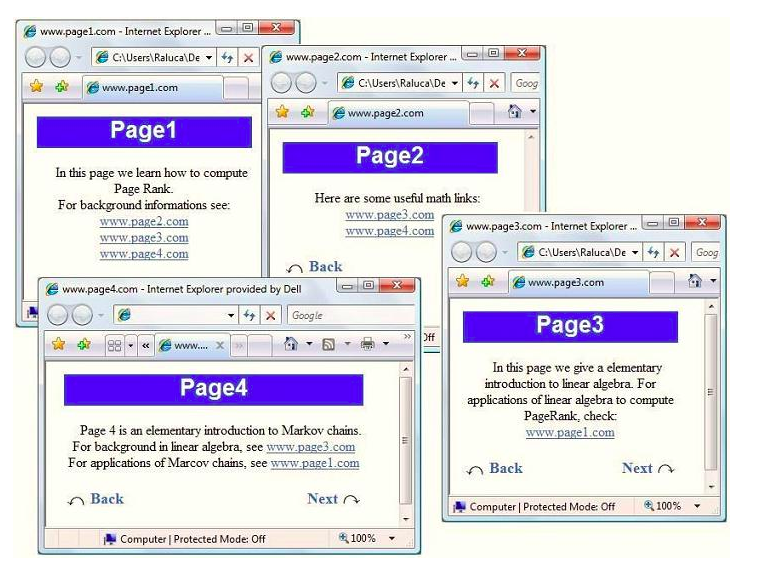 www.page1.com - Internet Explorer ...
C:\Users\Raluca\De
www.page1.com
Page1
In this page we learn how to compute
Page Rank.
For background informations see:
www.page2.com
www.page3.com
www.page4.com
www.page2.com - Internet Explorer ...
C:\Users\Raluca\De
Goog
www.page2.com
Page2
Here are some useful math links:
www.page3.com
www.page4.com
Back
Off
www.page3.com - Internet Explorer ...
C:\Users\Raluca\De
Goog
www.page3.com
Page3
In this page we give a elementary
introduction to linear algebra. For
applications of linear algebra to compute
PageRank, check:
www.page1.com
Back Next
Computer | Protected Mode: Off 100%
www.page4.com - Internet Explorer provided by Dell
Google
www....
Page4
Page 4 is an elementary introduction to Markov chains.
For background in linear algebra, see www.page3.com
For applications of Marcov chains, see www.page1.com
Back Next
Computer | Protected Mode: Off 100%